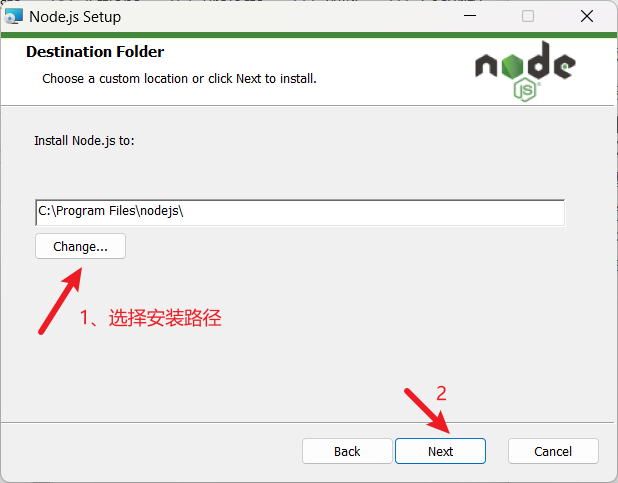 Node.js Setup
Destination Folder
Choose a custom location or click Next to install.
node
JS
Install Node.js to:
C:\Program Files\nodejs\
Change...
1、选择安装路径
2
Back
Next
Cancel